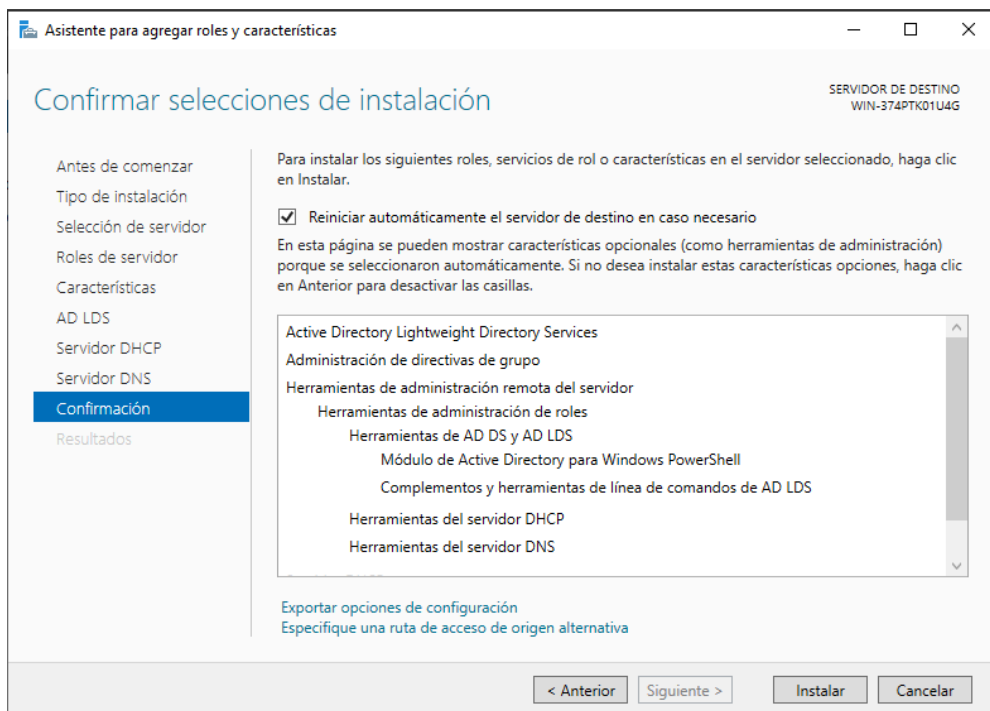 Asistente para agregar roles y características
Confirmar selecciones de instalación
SERVIDOR DE DESTINO
WIN-374PTK01U4G
Antes de comenzar
Tipo de instalación
Selección de servidor
Roles de servidor
Características
AD LDS
Servidor DHCP
Servidor DNS
Confirmación
Resultados
Para instalar los siguientes roles, servicios de rol o características en el servidor seleccionado, haga clic
en Instalar.
Reiniciar automáticamente el servidor de destino en caso necesario
En esta página se pueden mostrar características opcionales (como herramientas de administración)
porque se seleccionaron automáticamente. Si no desea instalar estas características opciones, haga clic
en Anterior para desactivar las casillas.
Active Directory Lightweight Directory Services
Administración de directivas de grupo
Herramientas de administración remota del servidor
Herramientas de administración de roles
Herramientas de AD DS y AD LDS
Módulo de Active Directory para Windows PowerShell
Complementos y herramientas de línea de comandos de AD LDS
Herramientas del servidor DHCP
Herramientas del servidor DNS
Exportar opciones de configuración
Especifique una ruta de acceso de origen alternativa
< Anterior
Siguiente >
Instalar
Cancelar